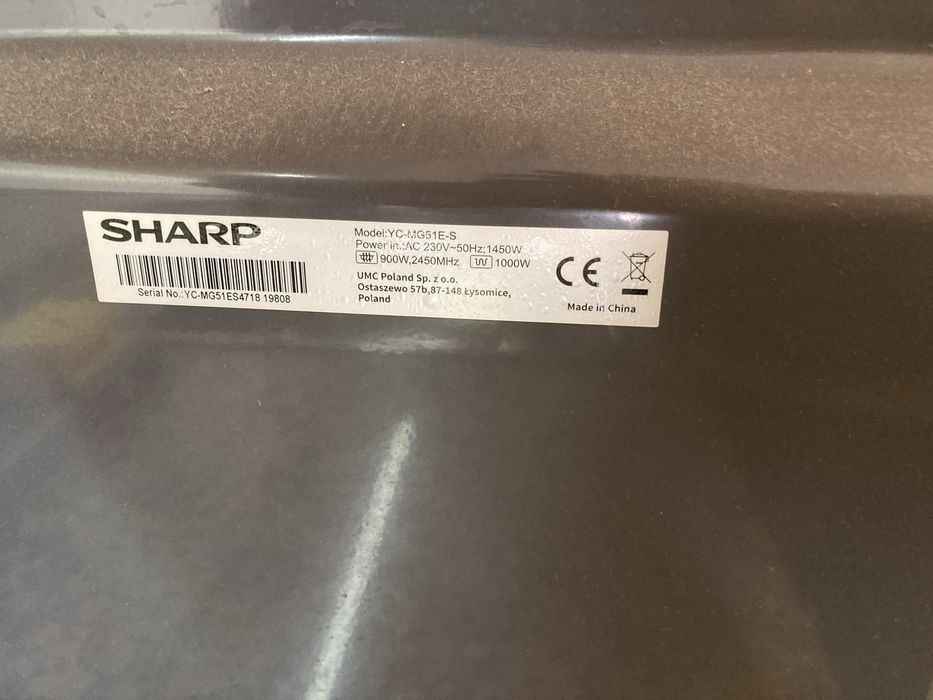 SHARP
Serial No.:YC-MG51ES4718 19808
Model:YC-MG51E-S
Power in.:AC 230V~50Hz;1450W
900W,2450MHz 1000W
UMC Poland Sp. z o.o.
Ostaszewo 57b,87-148 Łysomice,
Poland
CE
Made in China